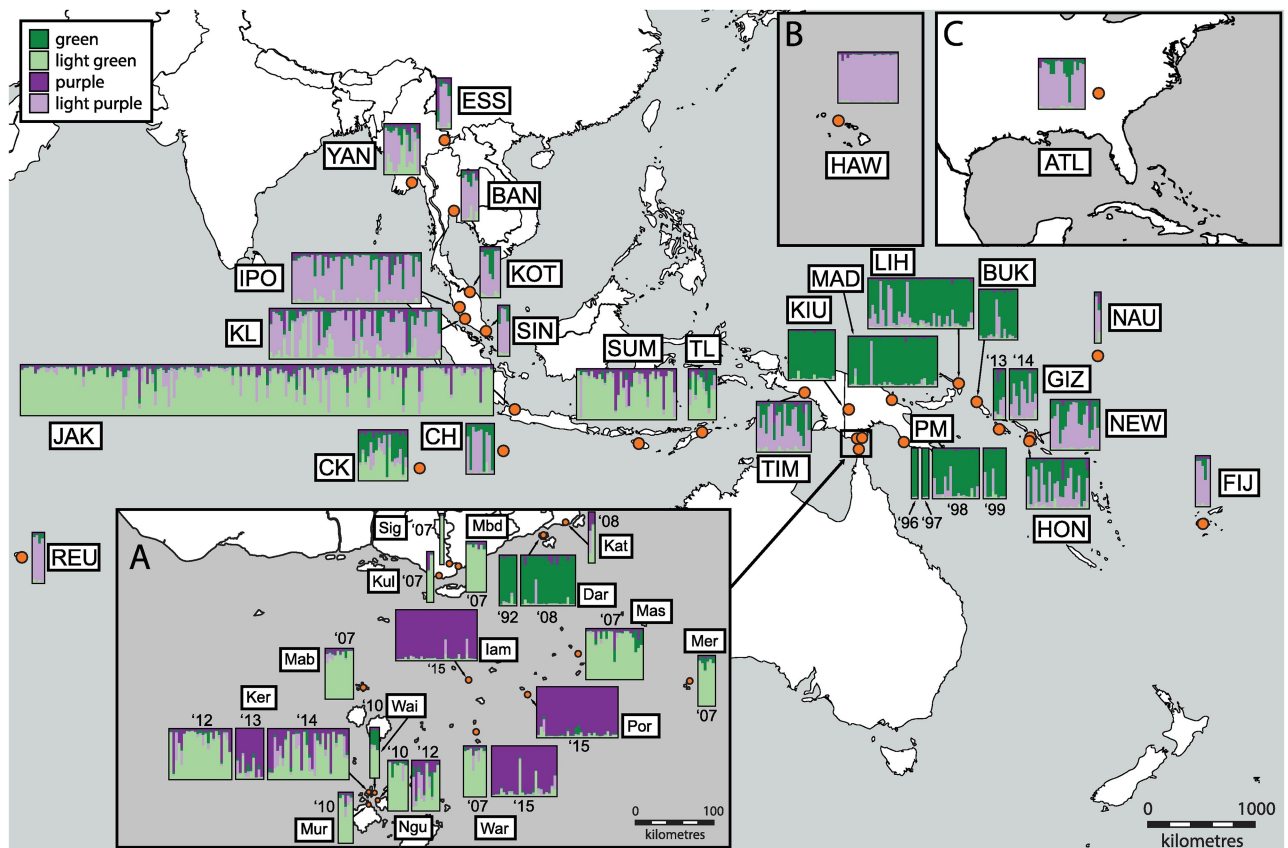 green
light green
purple
light purple
B
C
ESS
YAN
BAN
HAW
ATL
IPO
KOT
LIH
MAD
BUK
KIU
NAU
KL
SIN
SUM
TL
'13 '14
GIZ
NEW
JAK
CK
CH
TIM
PM
FIJ
'96 '97 '98 '99
HON
REU
A
Sig '07
Mbd
'08
Kat
Kul '07
'07
'92 '08
Dar
'07
Mas
Iam
'15
Mer
'07
Mab
'07
Por
'15
Ker
'12 '13 '14
'10
Wai
'10 '12
'10
Mur
Ngu
'07 '15
War
0 100
kilometres
0 1000
kilometres